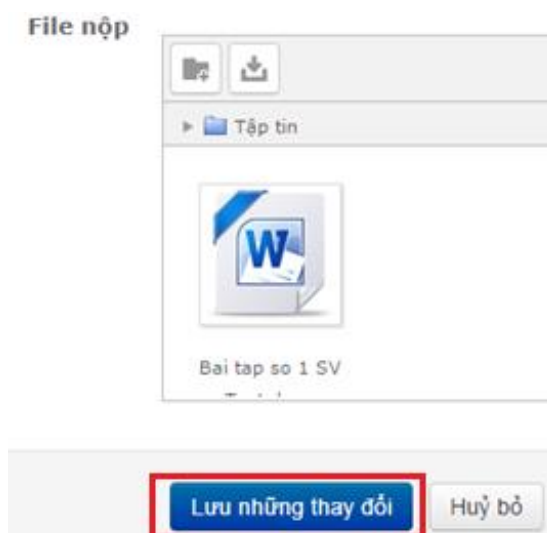 File nộp
Tập tin
W
Bai tap so 1 SV
Lưu những thay đổi
Huỷ bỏ